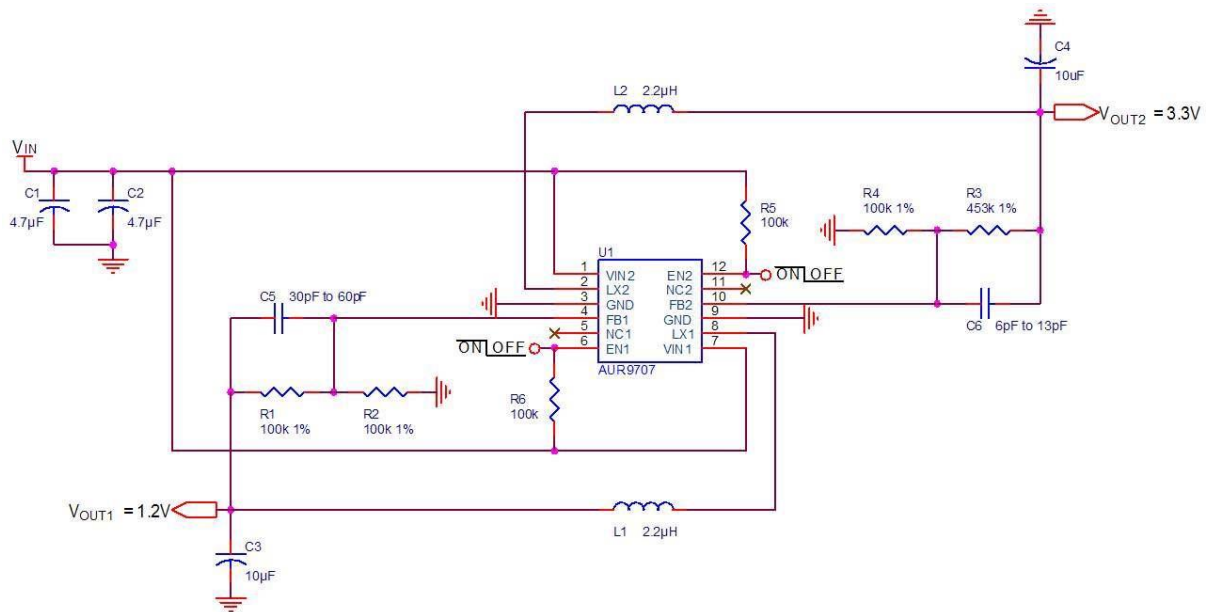 C4
10uF
L2 2.2µH
VOUT2 = 3.3V
VIN
C1
4.7µF
C2
4.7µF
R4
100k 1%
R3
453k 1%
R5
100k
U1
1 VIN2 EN2 12
2 LX2 NC2 11
3 GND FB2 10
4 FB1 GND 9
5 NC1 LX1 8
6 EN1 VIN1 7
AUR9707
ON OFF
C5 30pF to 60pF
C6 6pF to 13pF
ON OFF
R1
100k 1%
R2
100k 1%
R6
100k
VOUT1 = 1.2V
L1 2.2µH
C3
10µF